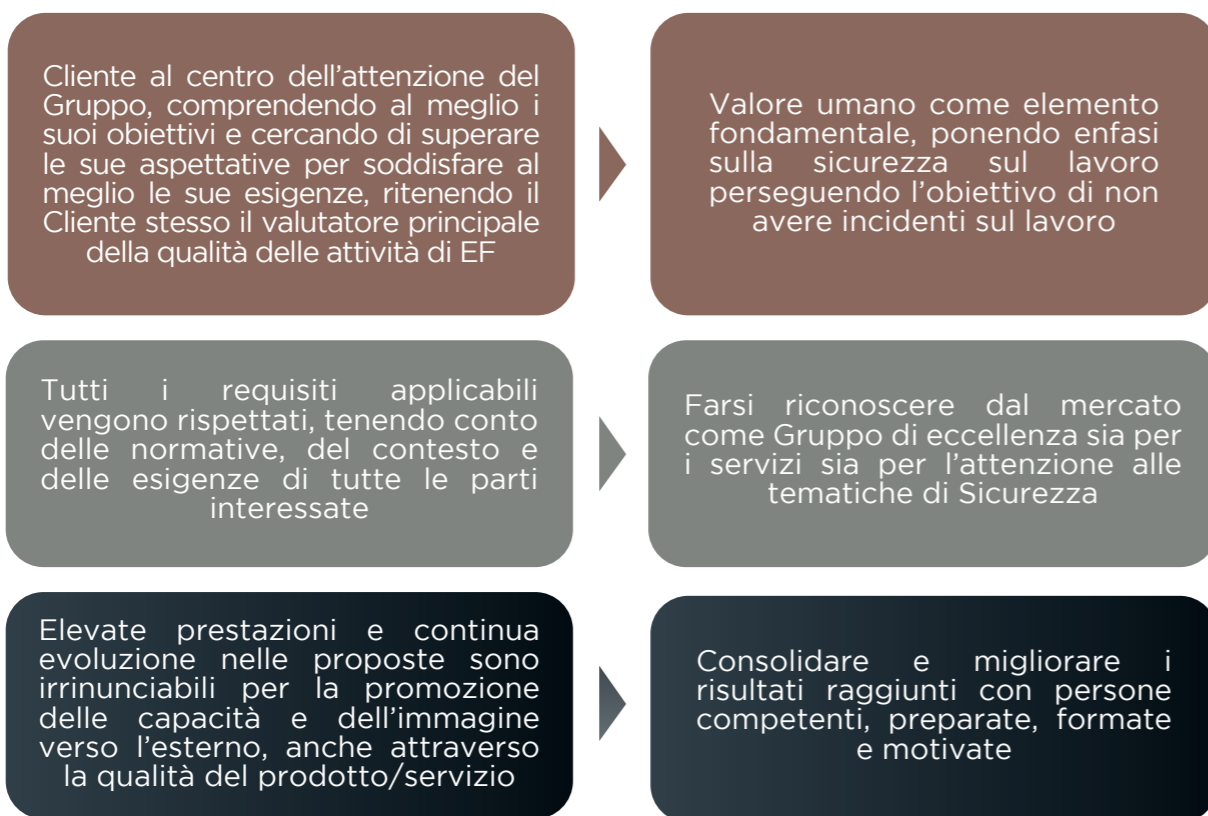 Cliente al centro dell’attenzione del
Gruppo, comprendendo al meglio i
suoi obiettivi e cercando di superare
le sue aspettative per soddisfare al
meglio le sue esigenze, ritenendo il
Cliente stesso il valutatore principale
della qualità delle attività di EF
Valore umano come elemento
fondamentale, ponendo enfasi
sulla sicurezza sul lavoro
perseguendo l’obiettivo di non
avere incidenti sul lavoro
Tutti i requisiti applicabili
vengono rispettati, tenendo conto
delle normative, del contesto e
delle esigenze di tutte le parti
interessate
Farsi riconoscere dal mercato
come Gruppo di eccellenza sia per
i servizi sia per l’attenzione alle
tematiche di Sicurezza
Elevate prestazioni e continua
evoluzione nelle proposte sono
irrinunciabili per la promozione
delle capacità e dell’immagine
verso l’esterno, anche attraverso
la qualità del prodotto/servizio
Consolidare e migliorare i
risultati raggiunti con persone
competenti, preparate, formate
e motivate